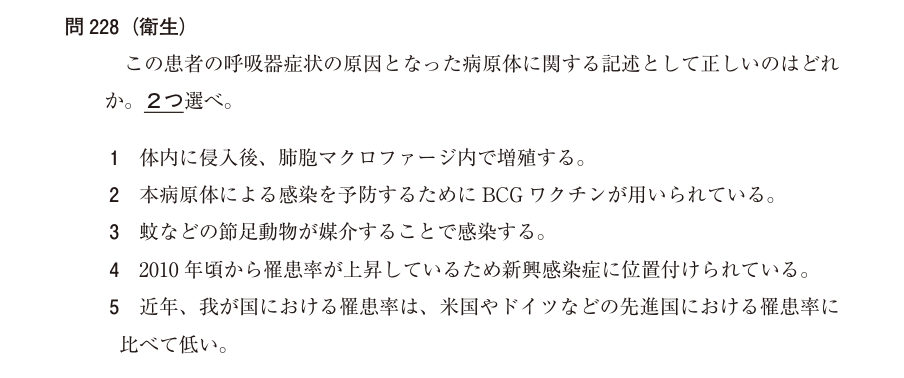 問 228（衛生）
この患者の呼吸器症状の原因となった病原体に関する記述として正しいのはどれ
か。２つ選べ。
1　体内に侵入後、肺胞マクロファージ内で増殖する。
2　本病原体による感染を予防するために BCG ワクチンが用いられている。
3　蚊などの節足動物が媒介することで感染する。
4　2010 年頃から罹患率が上昇しているため新興感染症に位置付けられている。
5　近年、我が国における罹患率は、米国やドイツなどの先進国における罹患率に
比べて低い。